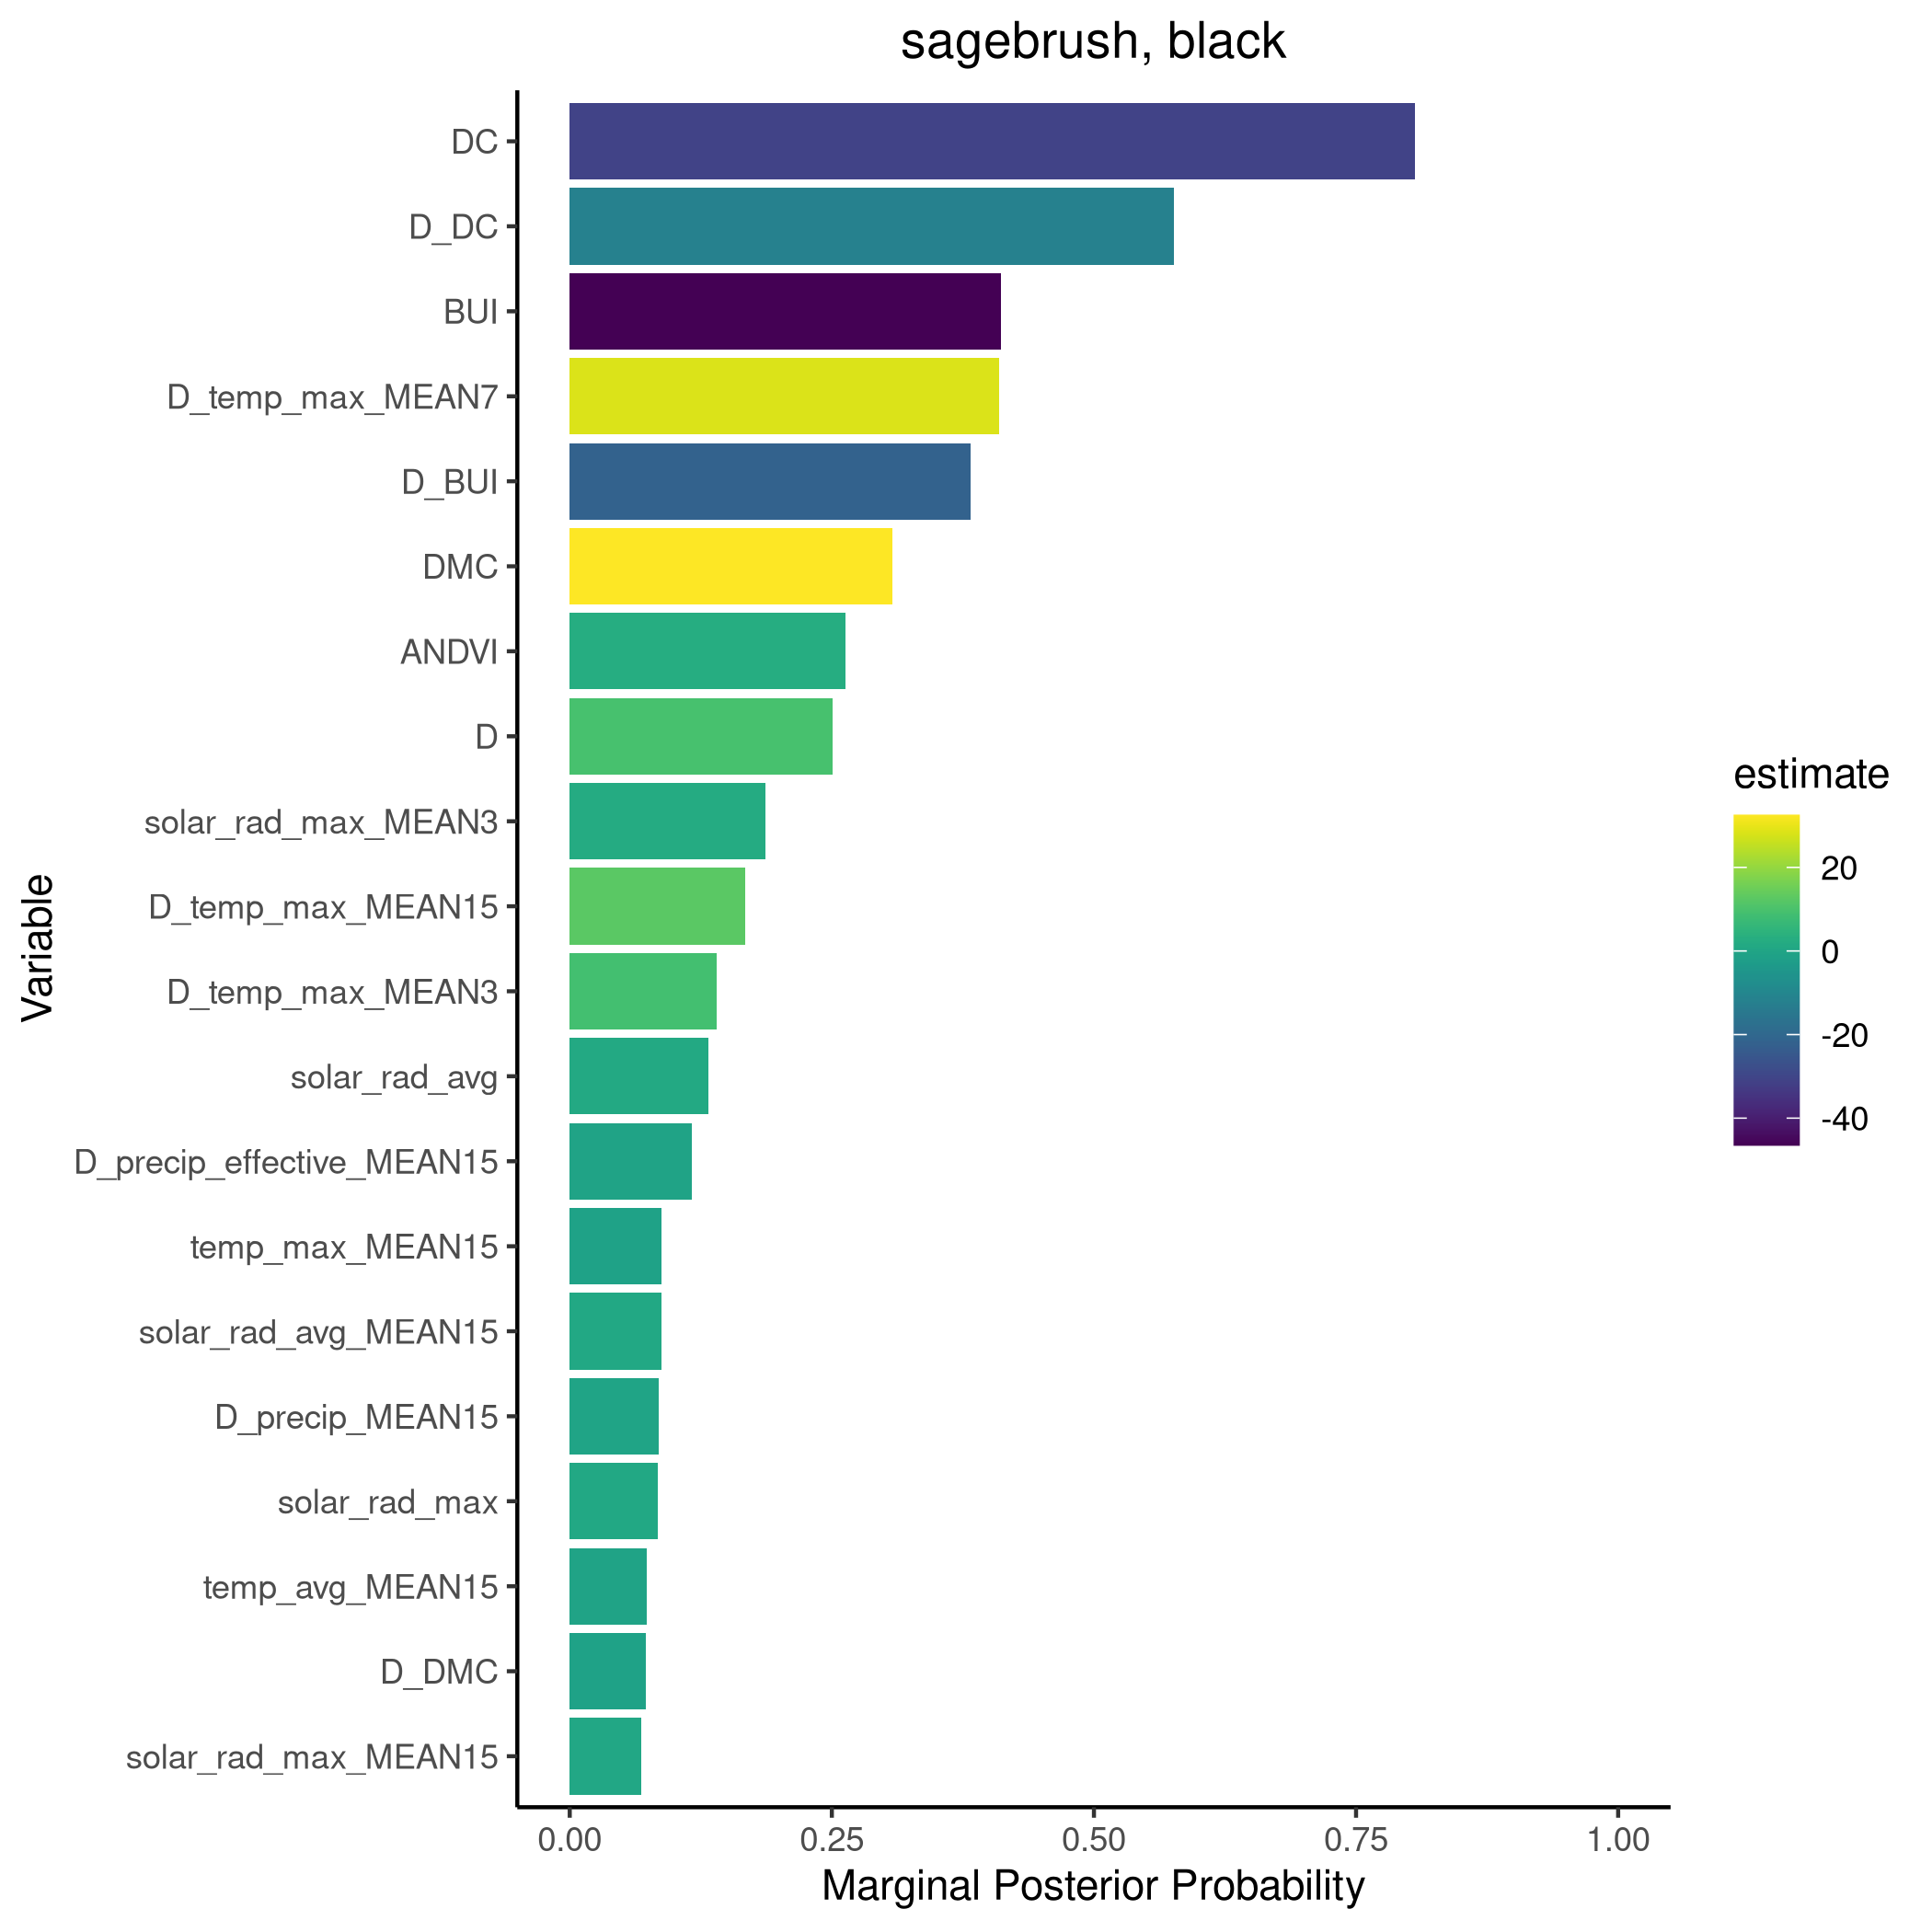 sagebrush, black
DC
D_DC
BUI
D_temp_max_MEAN7
D_BUI
DMC
ANDVI
D
solar_rad_max_MEAN3
D_temp_max_MEAN15
D_temp_max_MEAN3
solar_rad_avg
D_precip_effective_MEAN15
temp_max_MEAN15
solar_rad_avg_MEAN15
D_precip_MEAN15
solar_rad_max
temp_avg_MEAN15
D_DMC
solar_rad_max_MEAN15
Variable
0.00 0.25 0.50 0.75 1.00
Marginal Posterior Probability
estimate
20
0
-20
-40